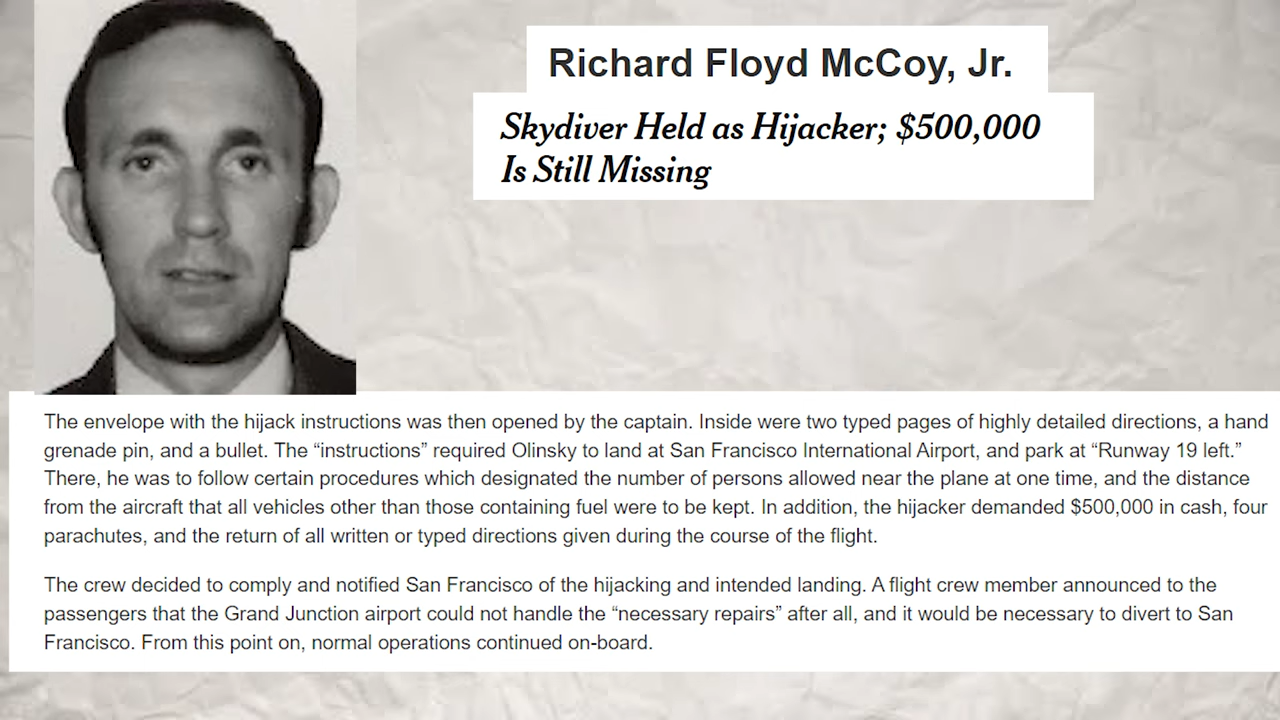 Richard Floyd McCoy, Jr.
Skydiver Held as Hijacker; $500,000
Is Still Missing
The envelope with the hijack instructions was then opened by the captain. Inside were two typed pages of highly detailed directions, a hand
grenade pin, and a bullet. The “instructions” required Olinsky to land at San Francisco International Airport, and park at “Runway 19 left.”
There, he was to follow certain procedures which designated the number of persons allowed near the plane at one time, and the distance
from the aircraft that all vehicles other than those containing fuel were to be kept. In addition, the hijacker demanded $500,000 in cash, four
parachutes, and the return of all written or typed directions given during the course of the flight.
The crew decided to comply and notified San Francisco of the hijacking and intended landing. A flight crew member announced to the
passengers that the Grand Junction airport could not handle the “necessary repairs” after all, and it would be necessary to divert to San
Francisco. From this point on, normal operations continued on-board.